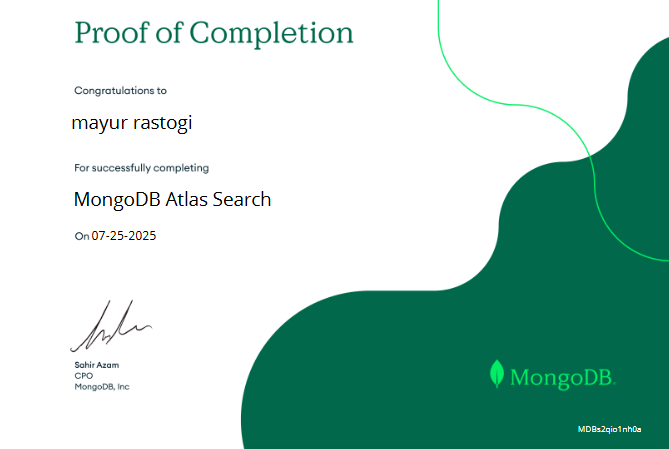 Proof of Completion
Congratulations to
mayur rastogi
For successfully completing
MongoDB Atlas Search
On 07-25-2025
Sahir Azam
CPO
MongoDB, Inc
MongoDB.
MDBs2qio1nh0a